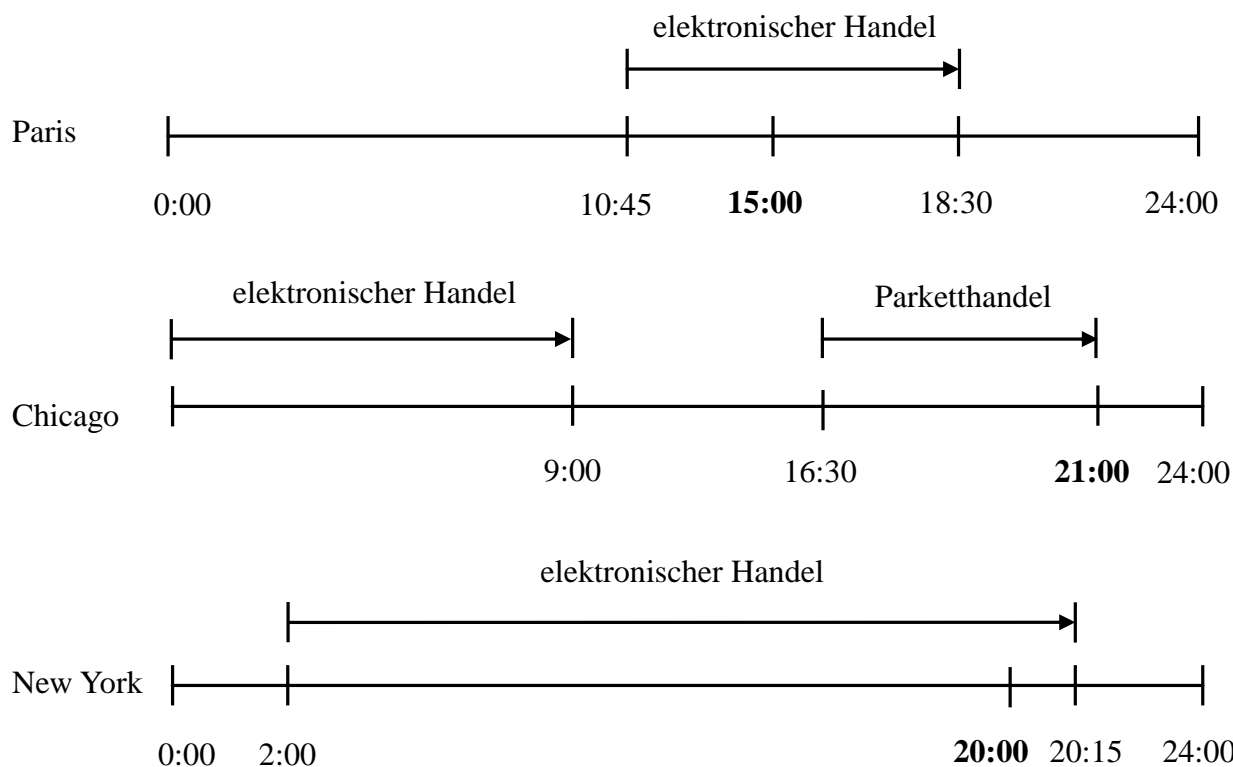 elektronischer Handel
Paris
0:00 10:45 15:00 18:30 24:00
elektronischer Handel Parketthandel
Chicago
9:00 16:30 21:00 24:00
elektronischer Handel
New York
0:00 2:00 20:00 20:15 24:00